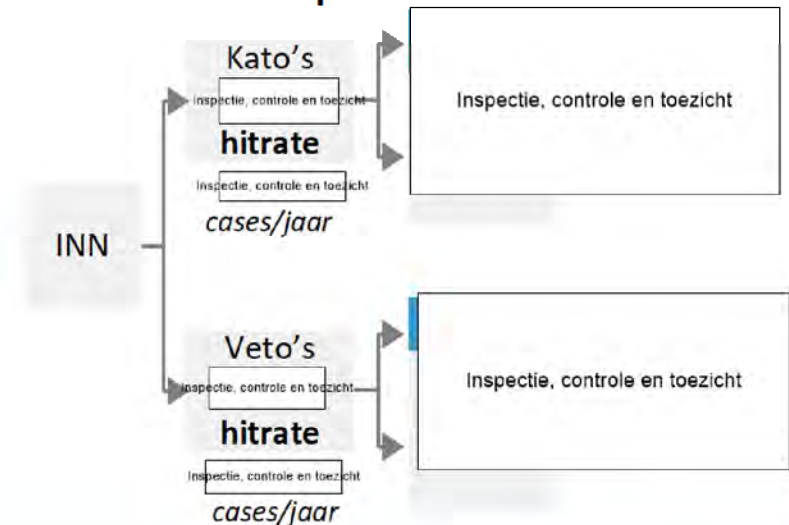 Kato's
Inspectie, controle en toezicht
hitrate
Inspectie, controle en toezicht
cases/jaar
Inspectie, controle en toezicht
INN
Veto's
Inspectie, controle en toezicht
hitrate
Inspectie, controle en toezicht
cases/jaar
Inspectie, controle en toezicht